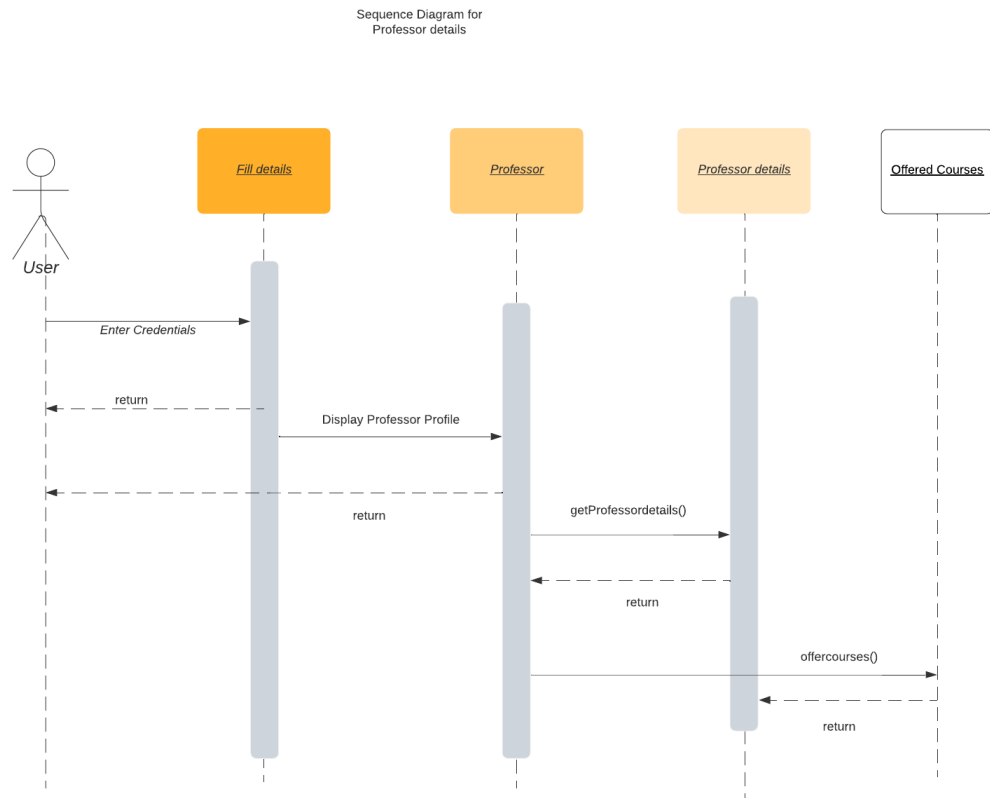 Sequence Diagram for
Professor details
Fill details
Professor
Professor details
Offered Courses
User
Enter Credentials
return
Display Professor Profile
return
getProfessordetails()
return
offercourses()
return